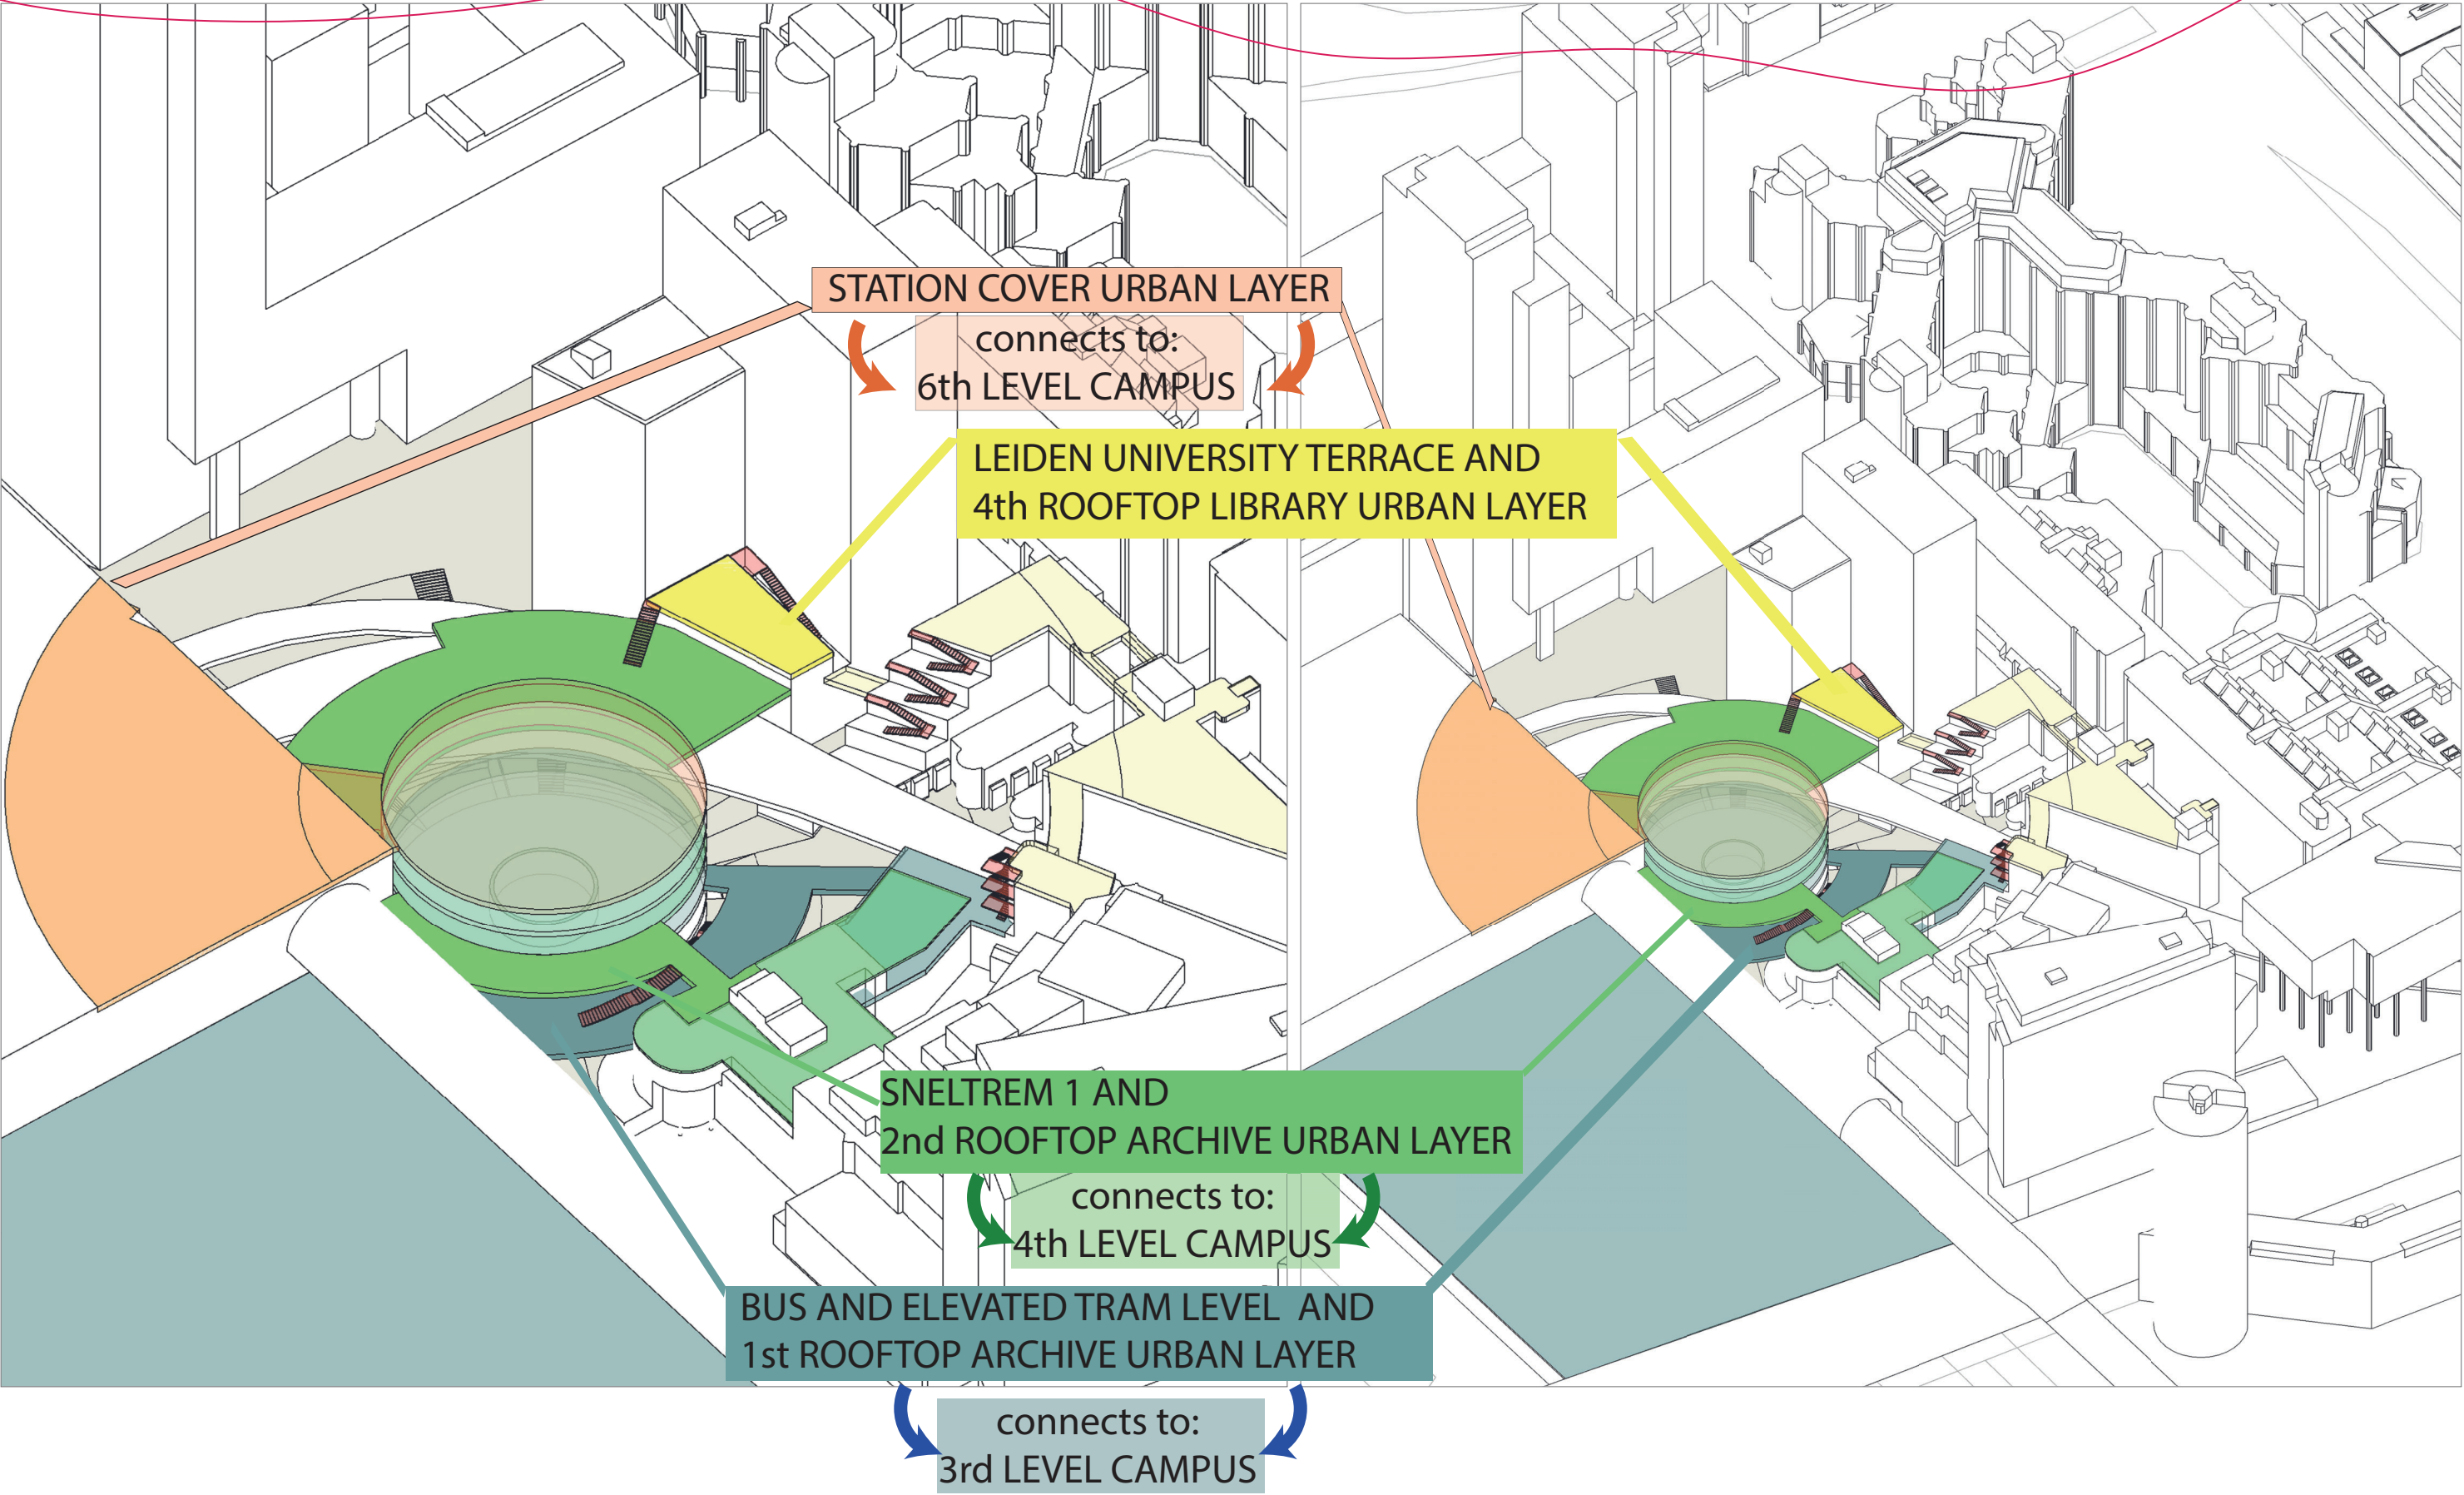 STATION COVER URBAN LAYER
connects to:
6th LEVEL CAMPUS
LEIDEN UNIVERSITY TERRACE AND
4th ROOFTOP LIBRARY URBAN LAYER
SNELTREM 1 AND
2nd ROOFTOP ARCHIVE URBAN LAYER
connects to:
4th LEVEL CAMPUS
BUS AND ELEVATED TRAM LEVEL AND
1st ROOFTOP ARCHIVE URBAN LAYER
connects to:
3rd LEVEL CAMPUS